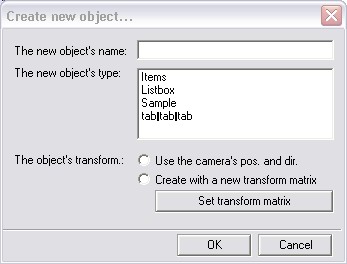 Create new object...
The new object's name:
The new object's type:
Items
Listbox
Sample
tab|tab|tab
The object's transform.:
Use the camera's pos. and dir.
Create with a new transform matrix
Set transform matrix
OK
Cancel